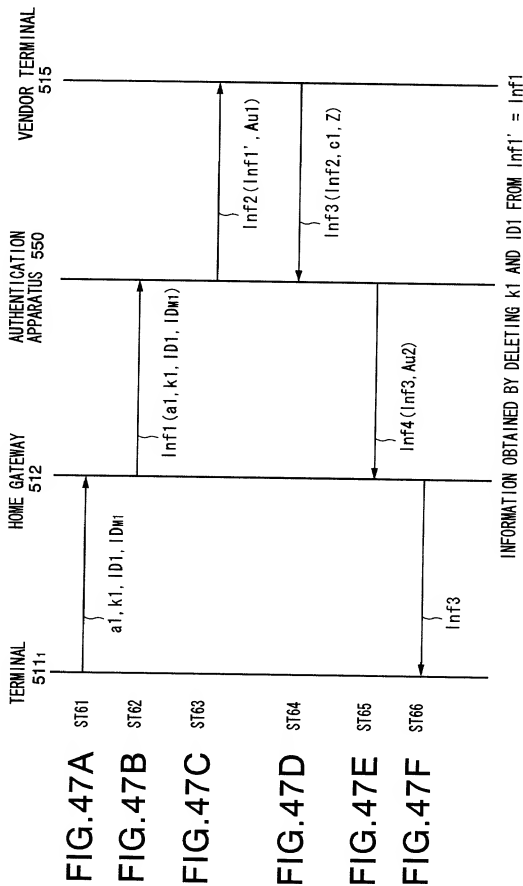 TERMINAL
511₁
HOME GATEWAY
512
AUTHENTICATION
APPARATUS 550
VENDOR TERMINAL
515
FIG.47A ST61
a1, k1, ID1, IDM1
FIG.47B ST62
Inf1(a1, k1, ID1, IDM1)
FIG.47C ST63
Inf2(Inf1', Au1)
FIG.47D ST64
Inf3(Inf2, c1, Z)
FIG.47E ST65
Inf4(Inf3, Au2)
FIG.47F ST66
Inf3
INFORMATION OBTAINED BY DELETING k1 AND ID1 FROM Inf1' = Inf1